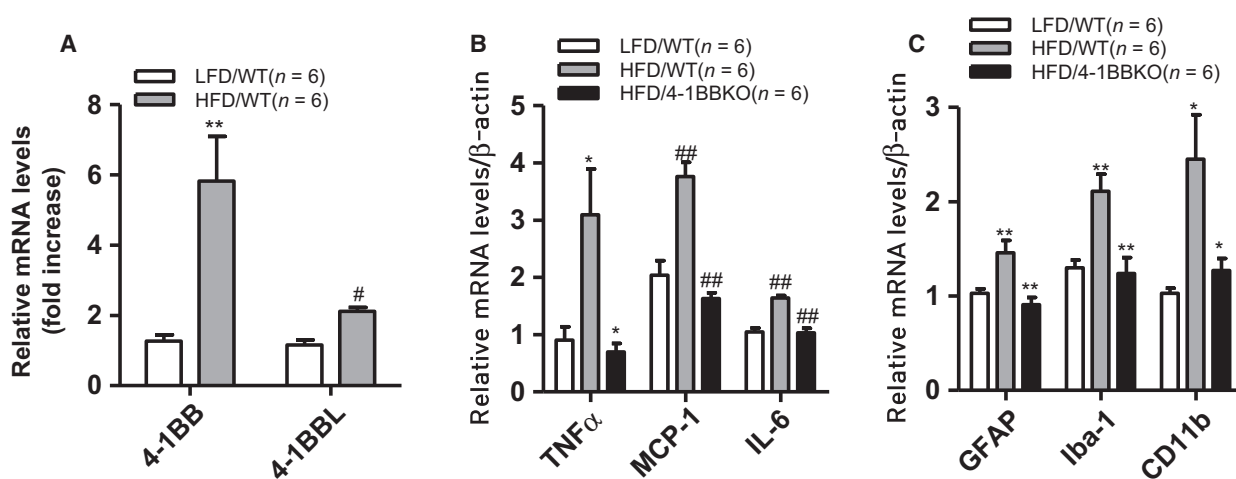 A
LFD/WT(n = 6)
HFD/WT(n = 6)
Relative mRNA levels
(fold increase)
8
6
4
2
0
**
#
4-1BB
4-1BBL
B
LFD/WT(n = 6)
HFD/WT(n = 6)
HFD/4-1BBKO(n = 6)
Relative mRNA levels/β-actin
5
4
3
2
1
0
*
*
##
##
##
##
TNFα
MCP-1
IL-6
C
LFD/WT(n = 6)
HFD/WT(n = 6)
HFD/4-1BBKO(n = 6)
Relative mRNA levels/β-actin
3
2
1
0
**
**
**
**
*
*
GFAP
Iba-1
CD11b